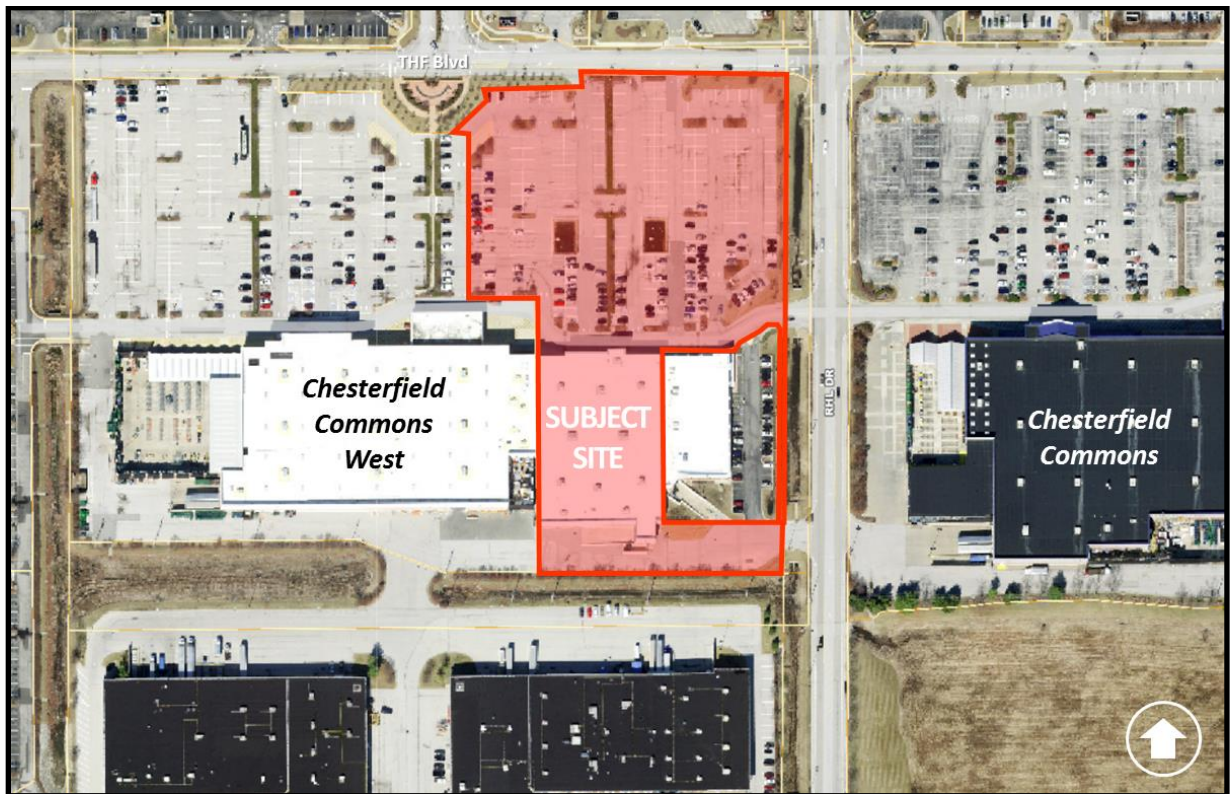 THF Blvd
Chesterfield
Commons
West
SUBJECT
SITE
RHL DR
Chesterfield
Commons